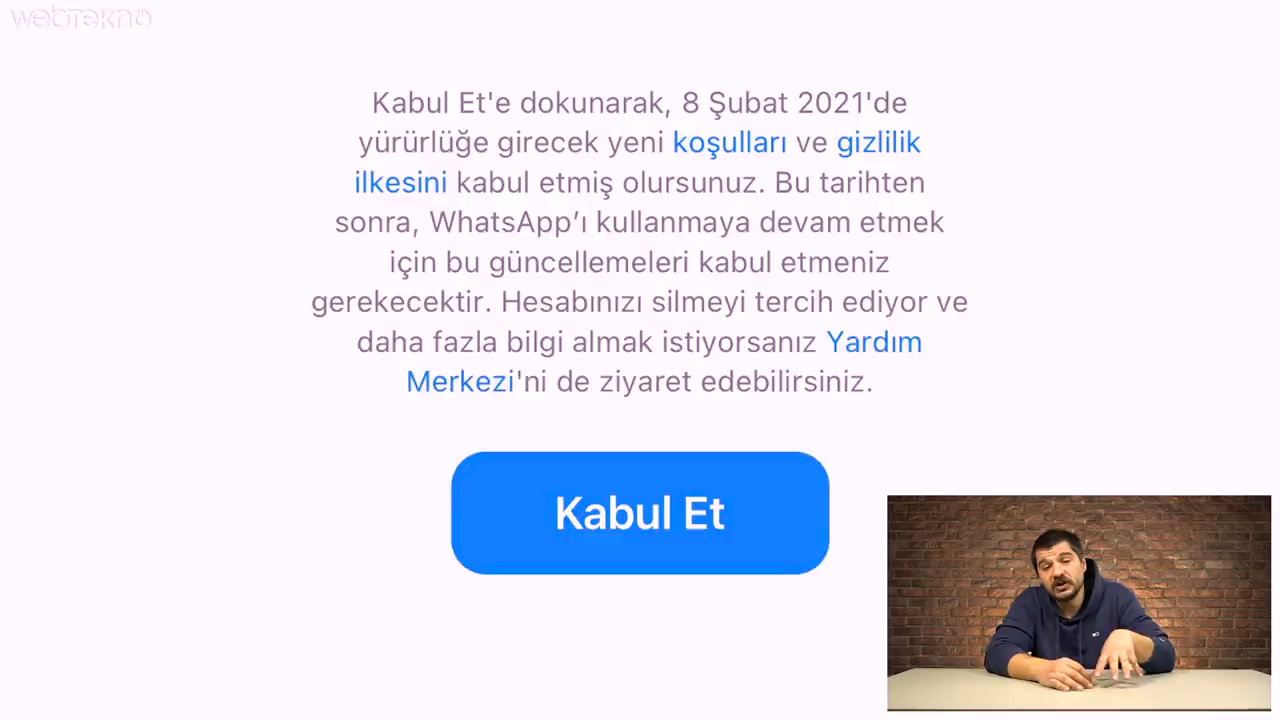 webtekno
Kabul Et'e dokunarak, 8 Şubat 2021'de
yürürlüğe girecek yeni koşulları ve gizlilik
ilkesini kabul etmiş olursunuz. Bu tarihten
sonra, WhatsApp’ı kullanmaya devam etmek
için bu güncellemeleri kabul etmeniz
gerekecektir. Hesabınızı silmeyi tercih ediyor ve
daha fazla bilgi almak istiyorsanız Yardım
Merkezi'ni de ziyaret edebilirsiniz.
Kabul Et